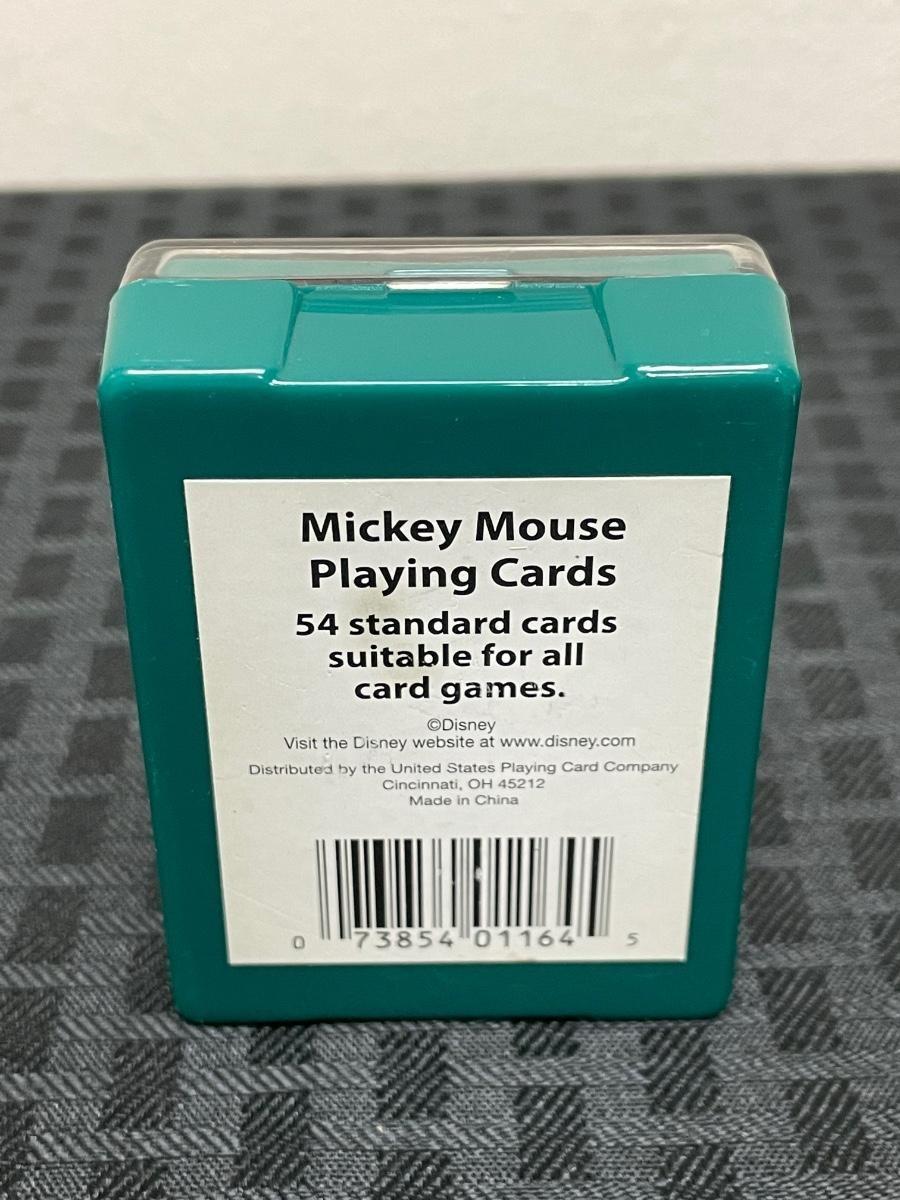 Mickey Mouse
Playing Cards
54 standard cards
suitable for all
card games.
©Disney
Visit the Disney website at www.disney.com
Distributed by the United States Playing Card Company
Cincinnati, OH 45212
Made in China
0 73854 01164 5